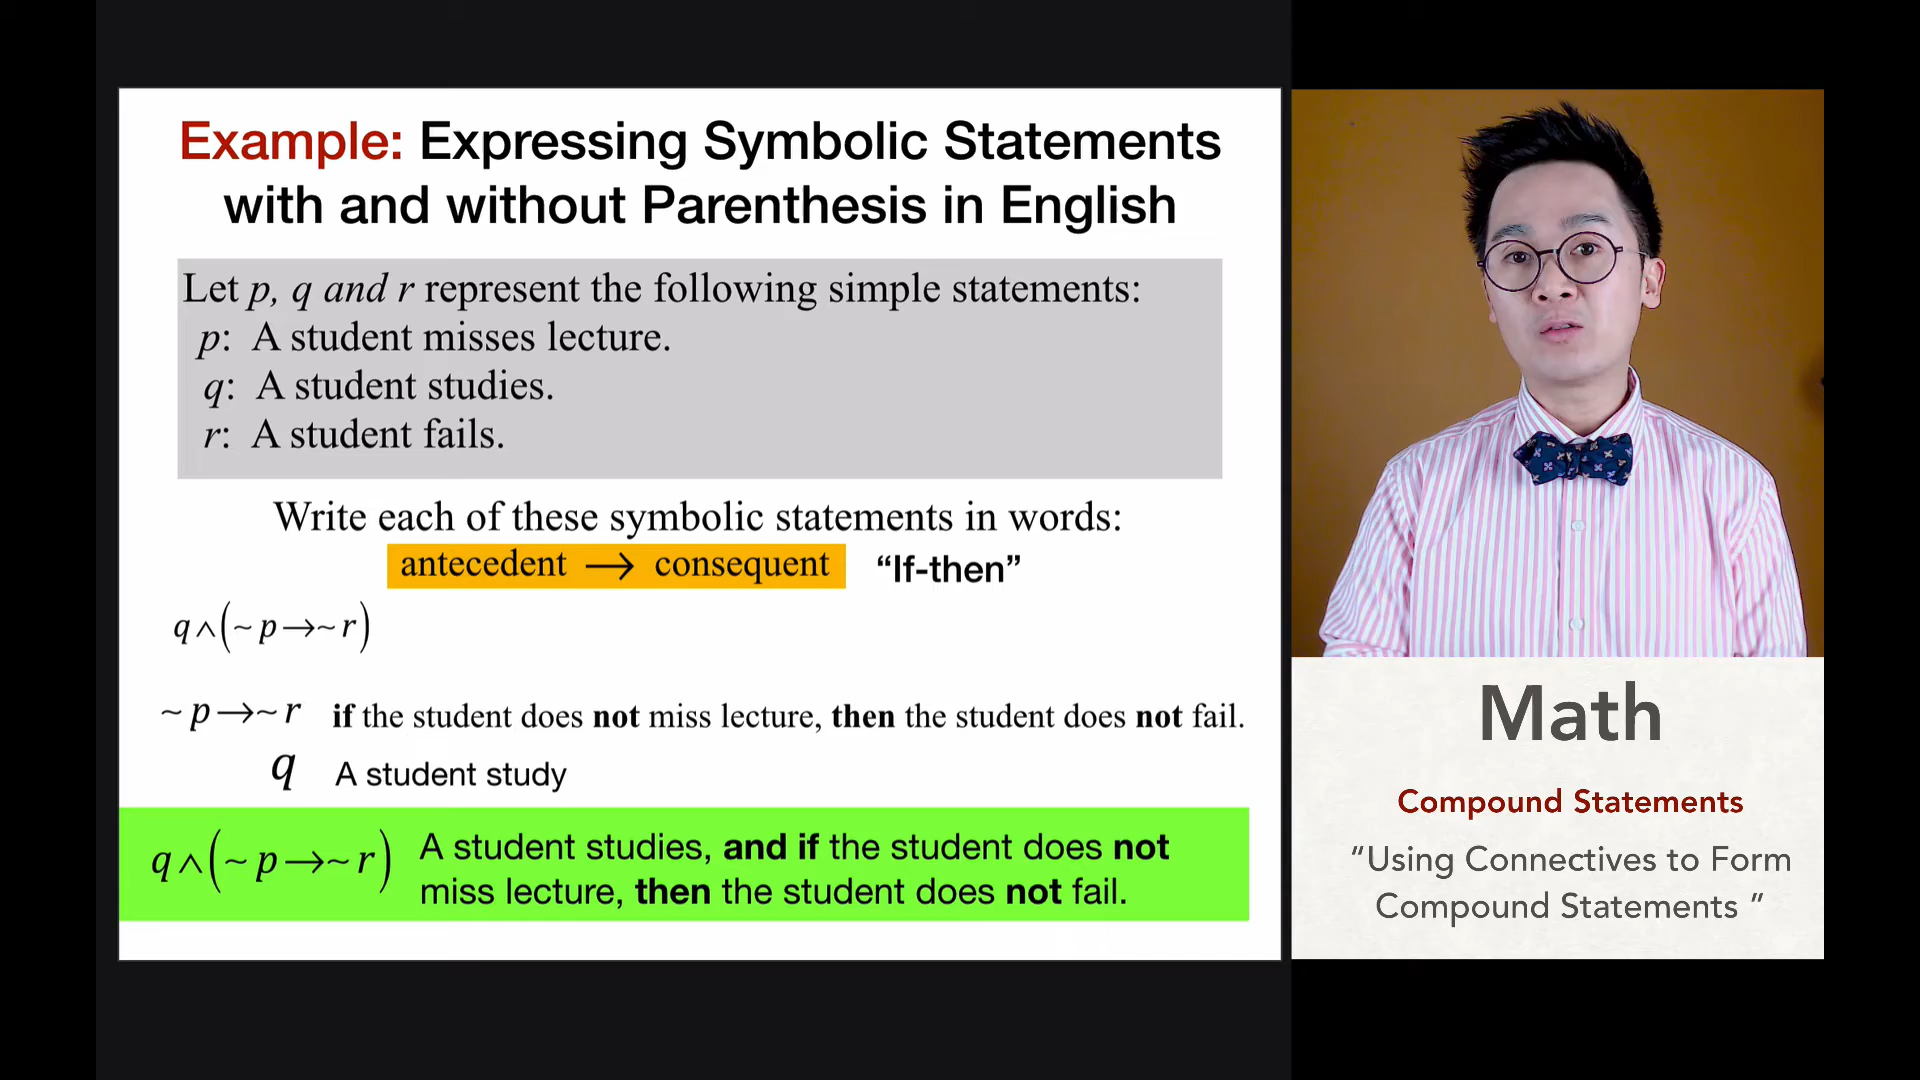 Example: Expressing Symbolic Statements
with and without Parenthesis in English
Let p, q and r represent the following simple statements:
p: A student misses lecture.
q: A student studies.
r: A student fails.
Write each of these symbolic statements in words:
antecedent → consequent “If-then”
q∧(~p→~r)
~p→~r if the student does not miss lecture, then the student does not fail.
q A student study
q∧(~p→~r) A student studies, and if the student does not
miss lecture, then the student does not fail.
Math
Compound Statements
“Using Connectives to Form
Compound Statements ”